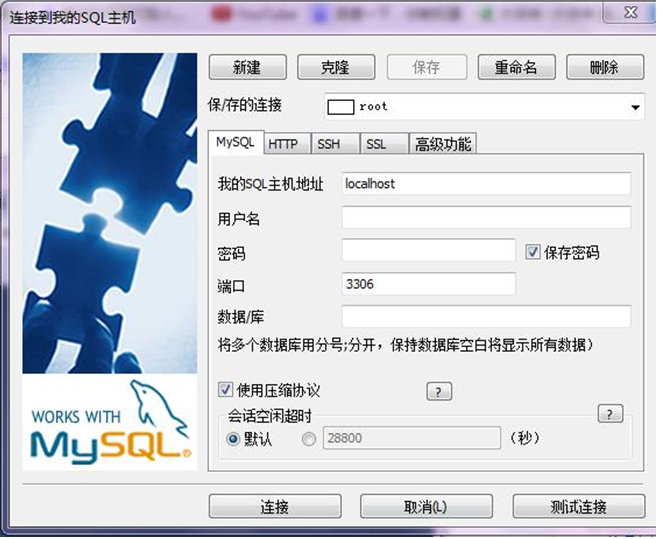 连接到我的SQL主机
新建 克隆 保存 重命名 删除
保/存的连接 root
MySQL HTTP SSH SSL 高级功能
我的SQL主机地址 localhost
用户名
密码 保存密码
端口 3306
数据/库
将多个数据库用分号;分开，保持数据库空白将显示所有数据）
使用压缩协议 ?
会话空闲超时 ?
默认 28800 （秒）
WORKS WITH
MySQL®
连接 取消(L) 测试连接